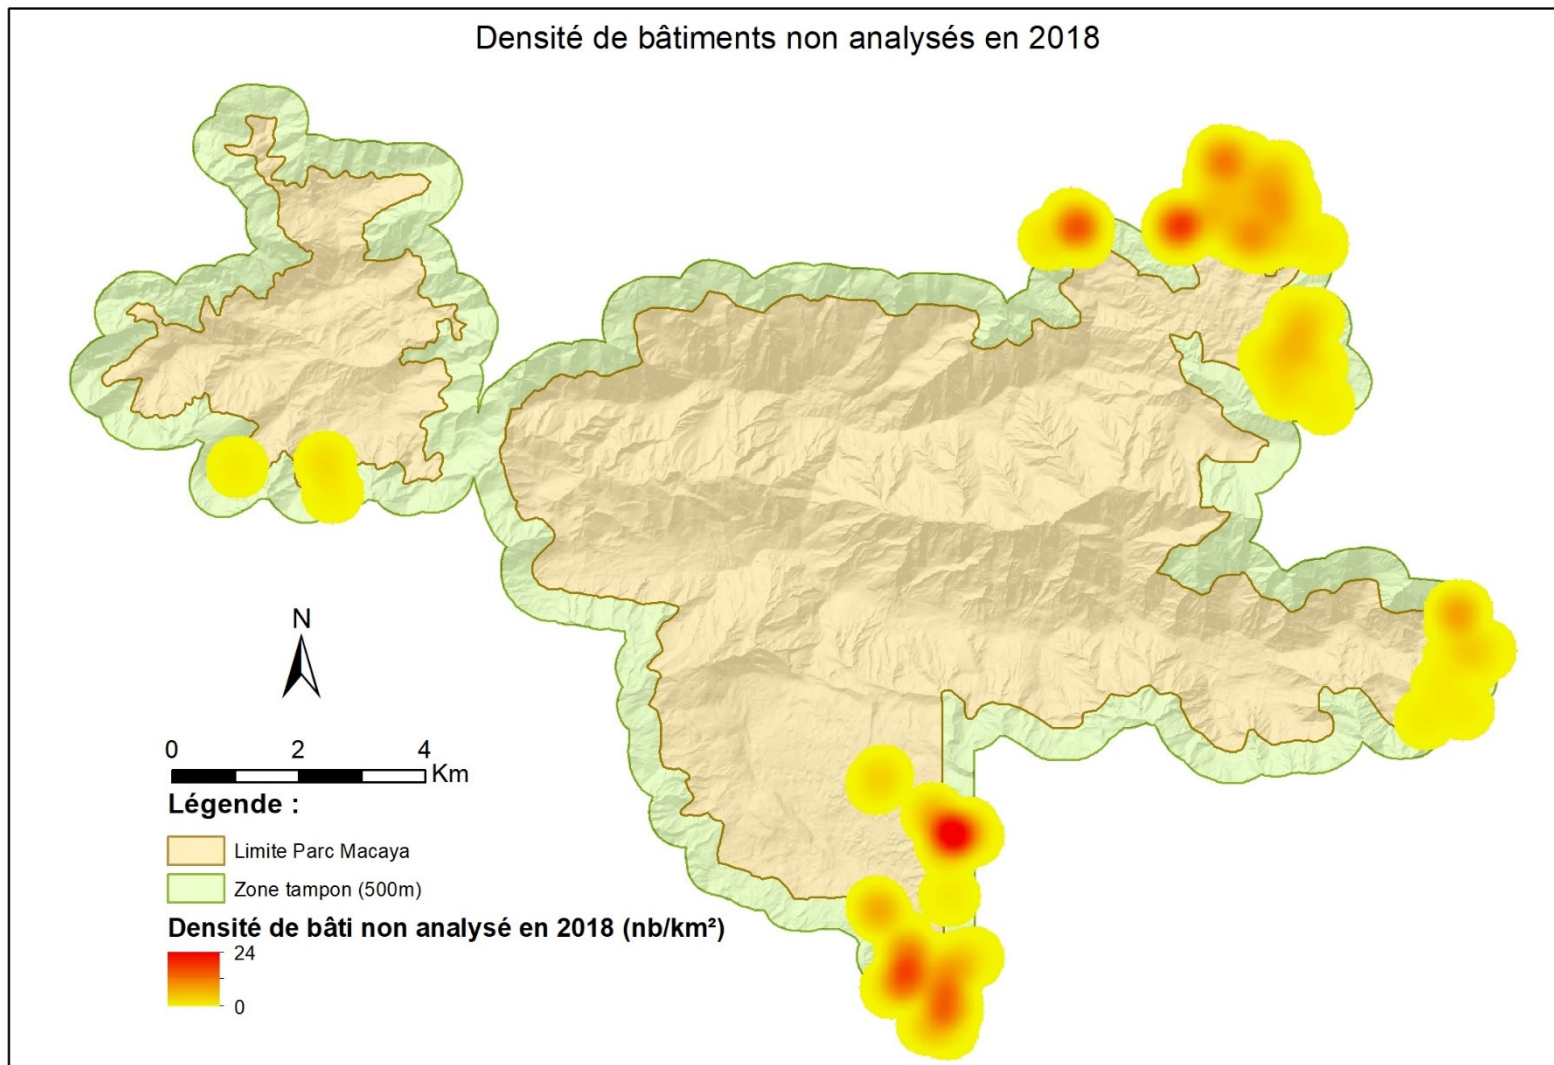 Densité de bâtiments non analysés en 2018
N
0 2 4
Km
Légende :
Limite Parc Macaya
Zone tampon (500m)
Densité de bâti non analysé en 2018 (nb/km²)
24
0